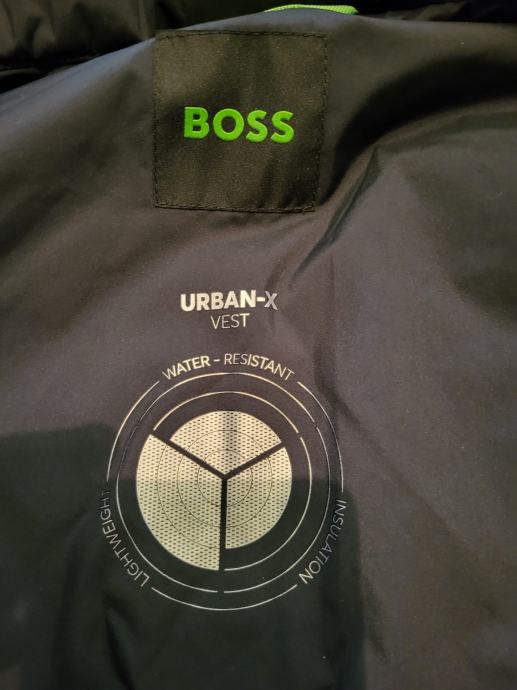 BOSS
URBAN-X
VEST
WATER - RESISTANT
LIGHTWEIGHT
INSULATION